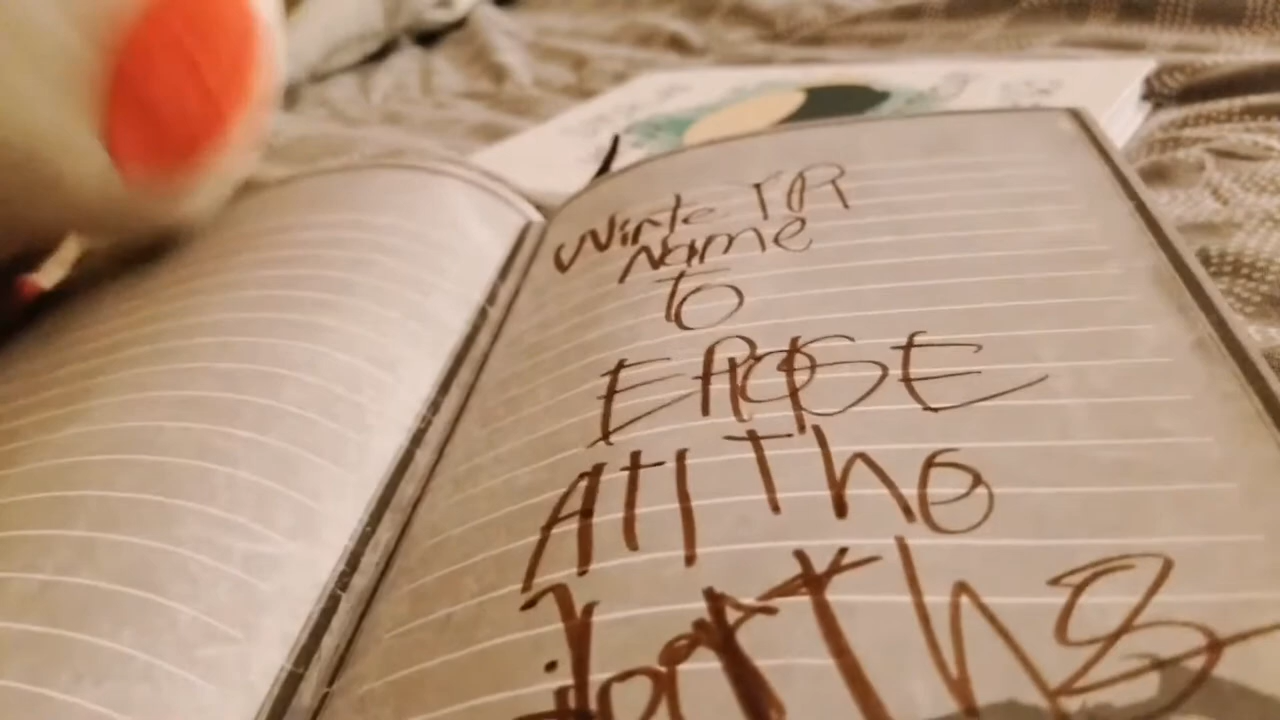 Wirte YR
Name
To
ERASE
All The